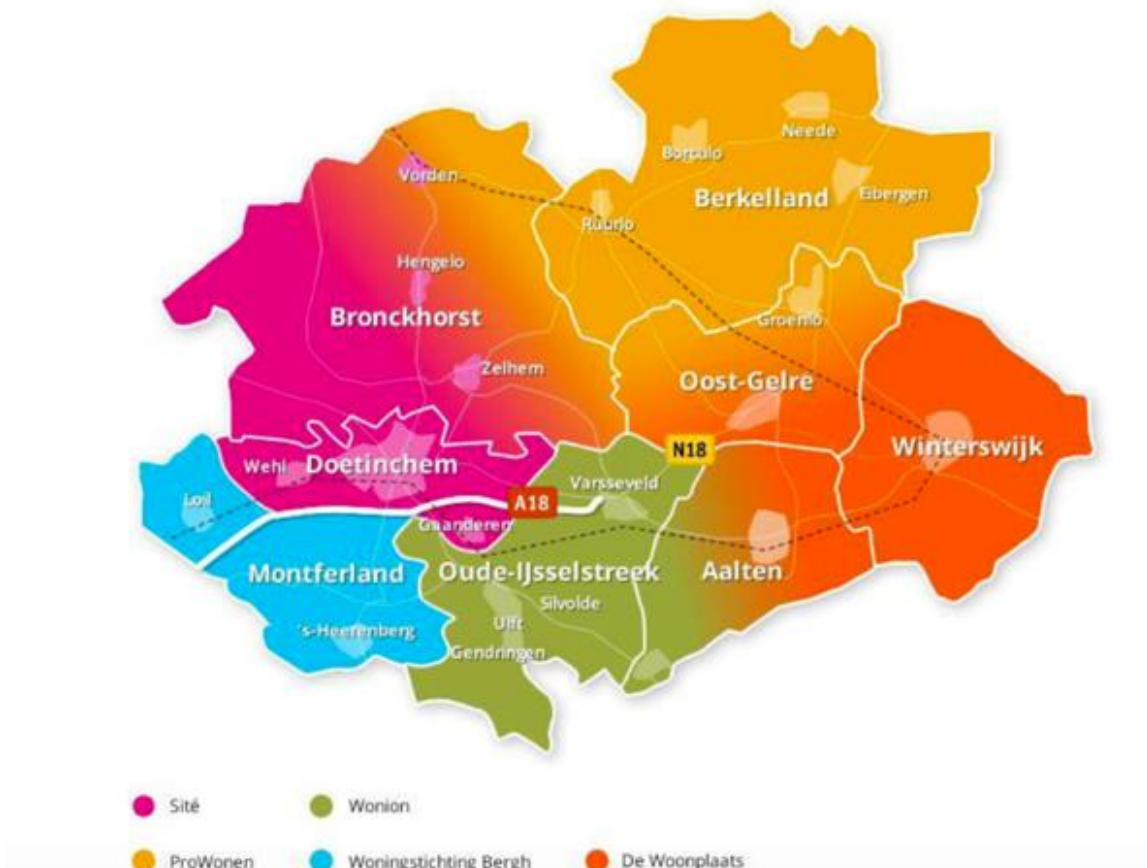 Neede
Borculo
Vorden
Berkelland
Eibergen
Ruurlo
Hengelo
Bronckhorst
Groenlo
Zelhem
Oost-Gelre
Winterswijk
N18
Wehl
Doetinchem
Varsseveld
Loil
A18
Gaanderen
Montferland
Oude-IJsselstreek
Aalten
Silvolde
's-Heerenberg
Ulft
Gendringen
Sité
Wonion
ProWonen
Woningstichting Bergh
De Woonplaats